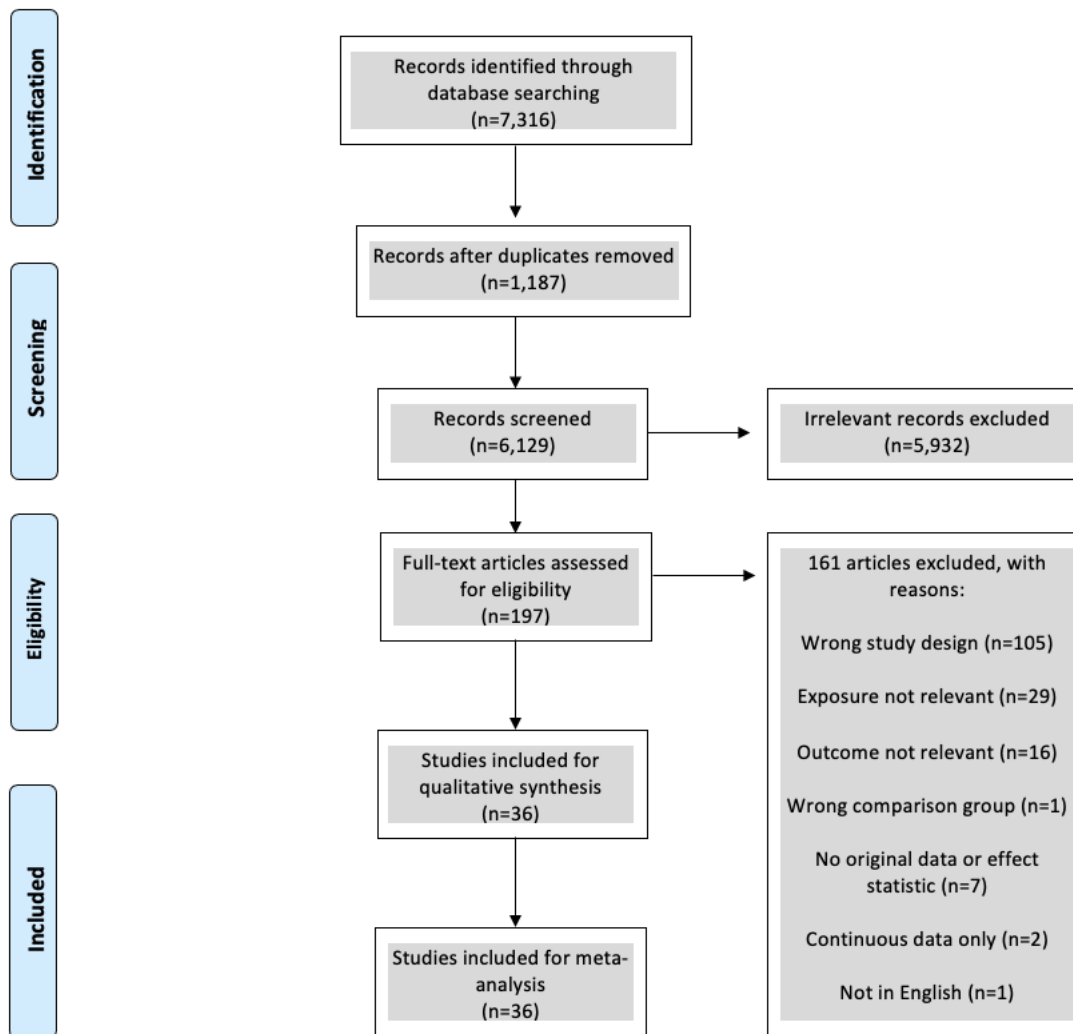 Identification
Records identified through
database searching
(n=7,316)
Records after duplicates removed
(n=1,187)
Screening
Records screened
(n=6,129)
Irrelevant records excluded
(n=5,932)
Eligibility
Full-text articles assessed
for eligibility
(n=197)
161 articles excluded, with
reasons:
Wrong study design (n=105)
Exposure not relevant (n=29)
Outcome not relevant (n=16)
Wrong comparison group (n=1)
No original data or effect
statistic (n=7)
Continuous data only (n=2)
Not in English (n=1)
Studies included for
qualitative synthesis
(n=36)
Included
Studies included for meta-
analysis
(n=36)